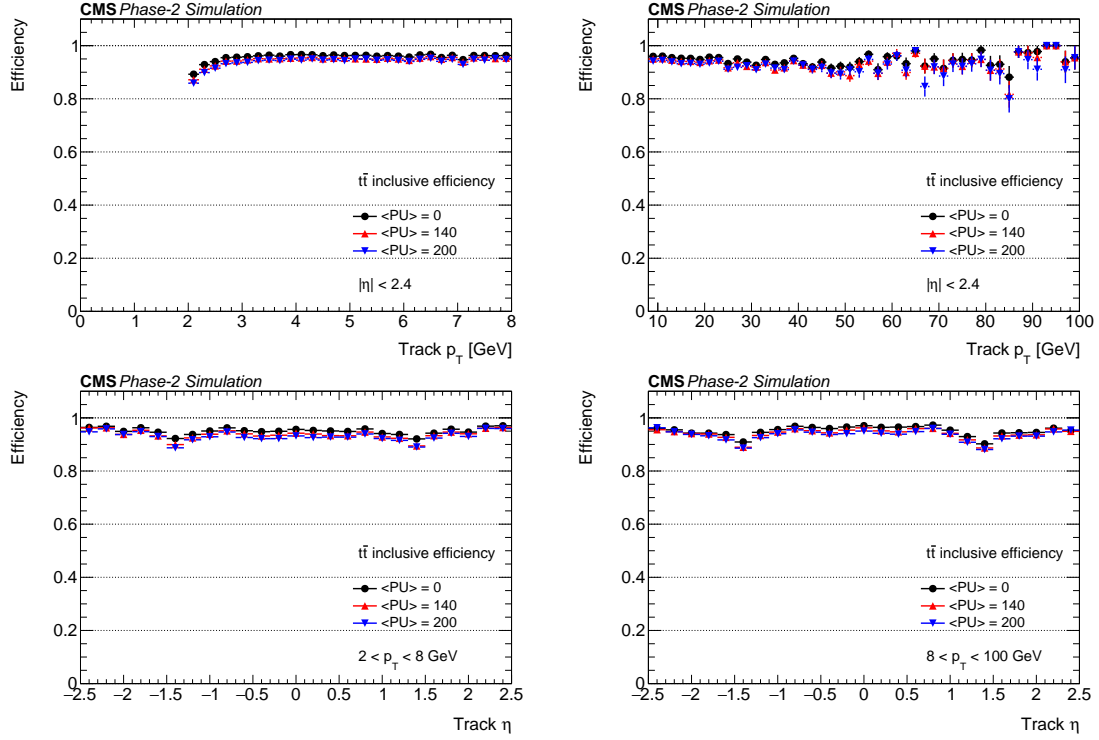 CMS Phase-2 Simulation
Efficiency
1
0.8
0.6
0.4
0.2
0
tt̄ inclusive efficiency
<PU> = 0
<PU> = 140
<PU> = 200
|η| < 2.4
0 1 2 3 4 5 6 7 8
Track p_T [GeV]
CMS Phase-2 Simulation
Efficiency
1
0.8
0.6
0.4
0.2
0
tt̄ inclusive efficiency
<PU> = 0
<PU> = 140
<PU> = 200
|η| < 2.4
10 20 30 40 50 60 70 80 90 100
Track p_T [GeV]
CMS Phase-2 Simulation
Efficiency
1
0.8
0.6
0.4
0.2
0
tt̄ inclusive efficiency
<PU> = 0
<PU> = 140
<PU> = 200
2 < p_T < 8 GeV
−2.5 −2 −1.5 −1 −0.5 0 0.5 1 1.5 2 2.5
Track η
CMS Phase-2 Simulation
Efficiency
1
0.8
0.6
0.4
0.2
0
tt̄ inclusive efficiency
<PU> = 0
<PU> = 140
<PU> = 200
8 < p_T < 100 GeV
−2.5 −2 −1.5 −1 −0.5 0 0.5 1 1.5 2 2.5
Track η